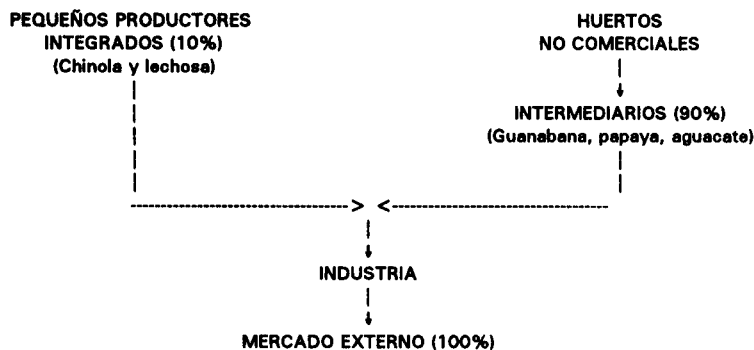 PEQUEÑOS PRODUCTORES
INTEGRADOS (10%)
(Chinola y lechosa)
HUERTOS
NO COMERCIALES
INTERMEDIARIOS (90%)
(Guanabana, papaya, aguacate)
INDUSTRIA
MERCADO EXTERNO (100%)